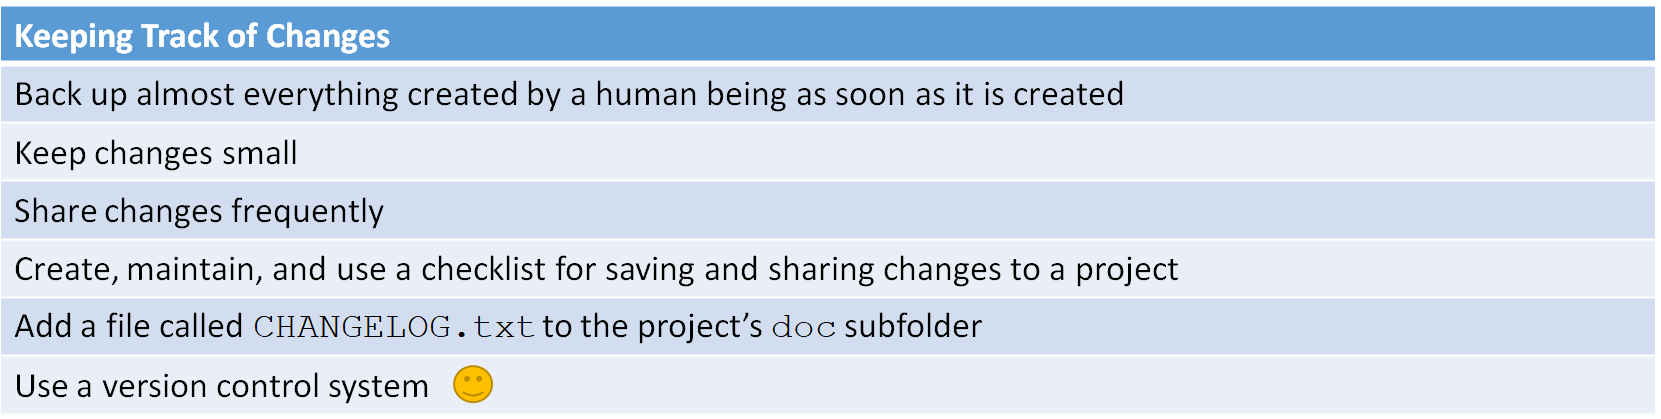 Keeping Track of Changes
Back up almost everything created by a human being as soon as it is created
Keep changes small
Share changes frequently
Create, maintain, and use a checklist for saving and sharing changes to a project
Add a file called CHANGELOG.txt to the project’s doc subfolder
Use a version control system